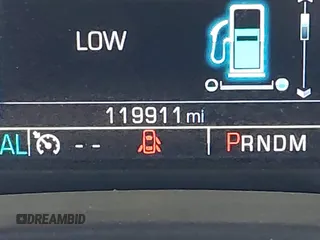 LOW
119911 mi
AL -- PRNDM
DREAMBID